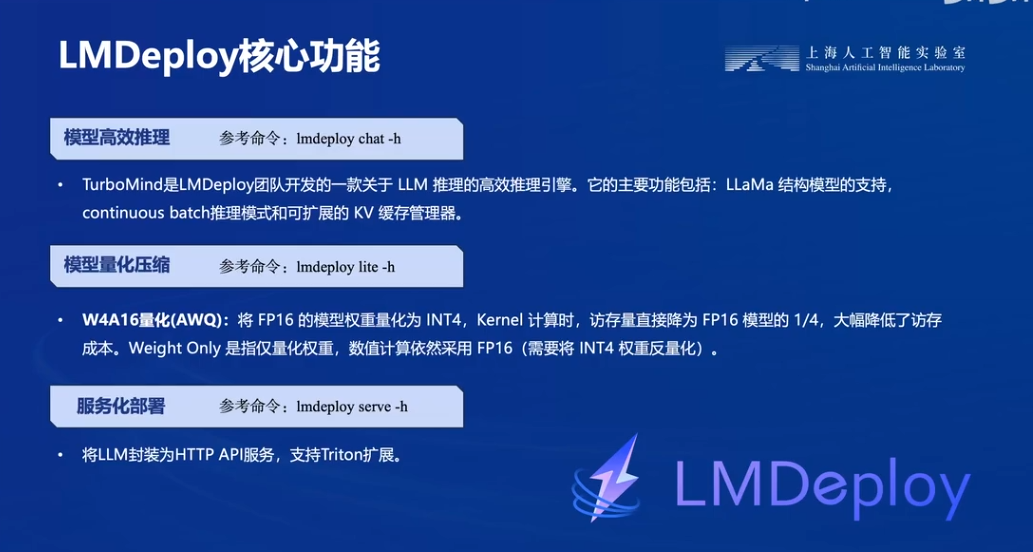 LMDeploy核心功能
上海人工智能实验室
Shanghai Artificial Intelligence Laboratory
模型高效推理 参考命令：lmdeploy chat -h
• TurboMind是LMDeploy团队开发的一款关于 LLM 推理的高效推理引擎。它的主要功能包括：LLaMa 结构模型的支持，
continuous batch推理模式和可扩展的 KV 缓存管理器。
模型量化压缩 参考命令：lmdeploy lite -h
• W4A16量化(AWQ)：将 FP16 的模型权重量化为 INT4，Kernel 计算时，访存量直接降为 FP16 模型的 1/4，大幅降低了访存
成本。Weight Only 是指仅量化权重，数值计算依然采用 FP16（需要将 INT4 权重反量化）。
服务化部署 参考命令：lmdeploy serve -h
• 将LLM封装为HTTP API服务，支持Triton扩展。
LMDeploy